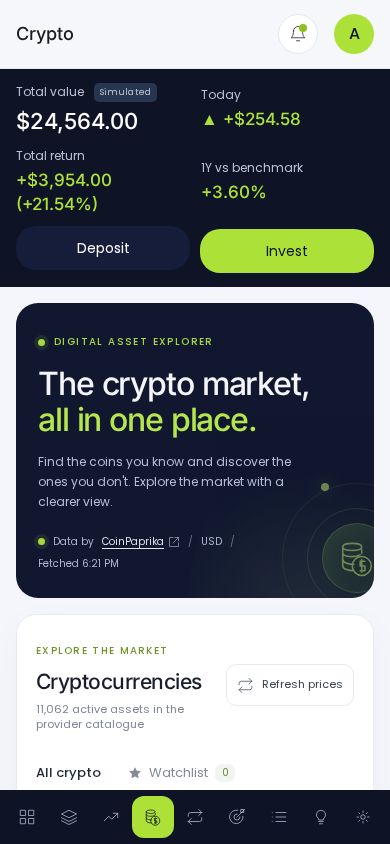 Crypto
A
Total value Simulated
$24,564.00
Today
▲ +$254.58
Total return
+$3,954.00
(+21.54%)
1Y vs benchmark
+3.60%
Deposit
Invest
DIGITAL ASSET EXPLORER
The crypto market,
all in one place.
Find the coins you know and discover the
ones you don't. Explore the market with a
clearer view.
Data by CoinPaprika / USD /
Fetched 6:21 PM
EXPLORE THE MARKET
Cryptocurrencies
Refresh prices
11,062 active assets in the
provider catalogue
All crypto Watchlist 0